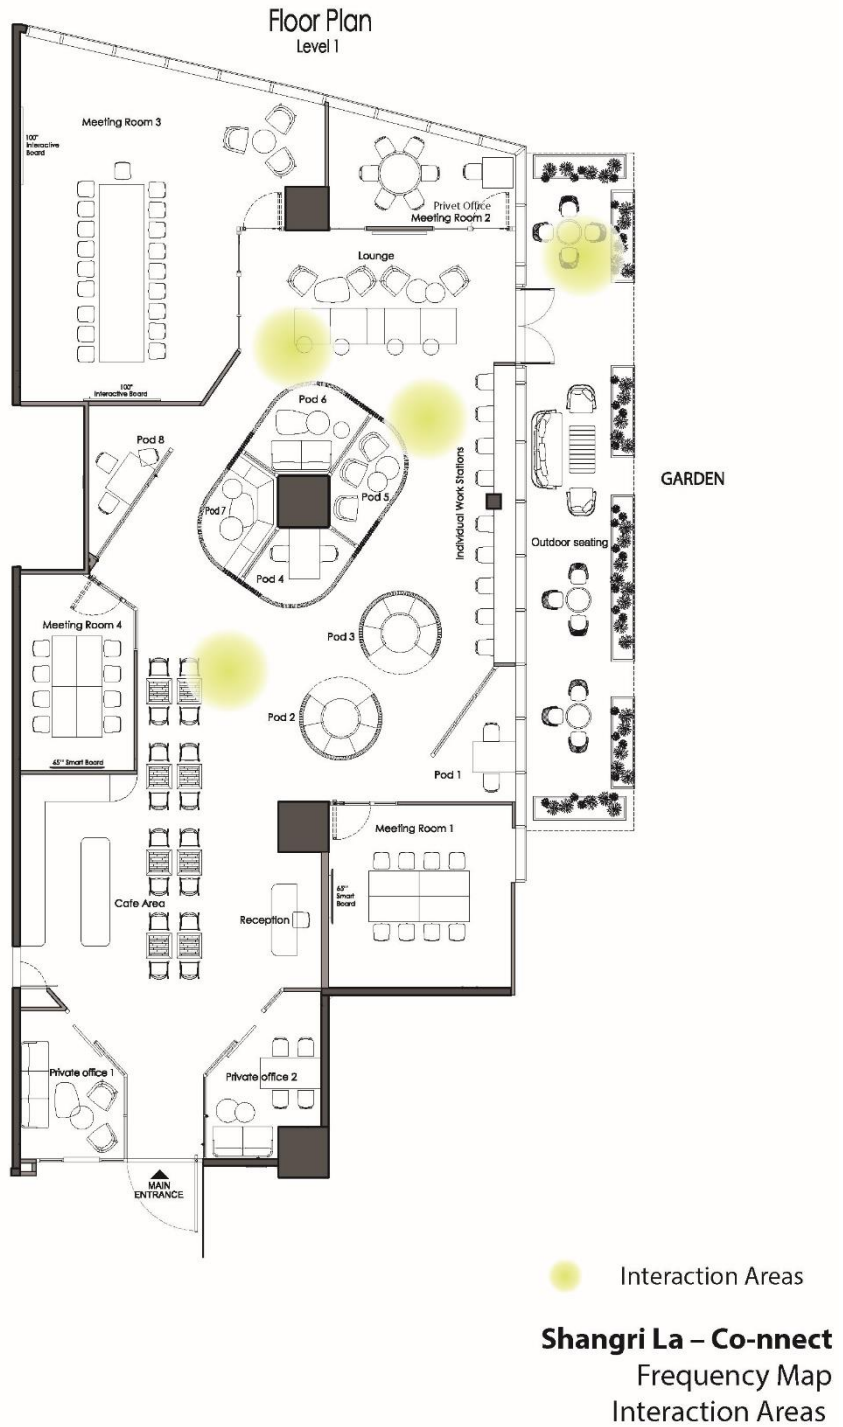 Floor Plan
Level 1
Meeting Room 3
100"
Interactive
Board
Privet Office
Meeting Room 2
Lounge
100"
Interactive Board
Pod 6
Pod 8
Pod 5
Pod 7
Individual Work Stations
GARDEN
Outdoor seating
Pod 4
Meeting Room 4
Pod 3
Pod 2
65" Smart Board
Pod 1
Meeting Room 1
65"
Smart
Board
Cafe Area
Reception
Private office 1
Private office 2
MAIN
ENTRANCE
Interaction Areas
Shangri La – Co-nnect
Frequency Map
Interaction Areas